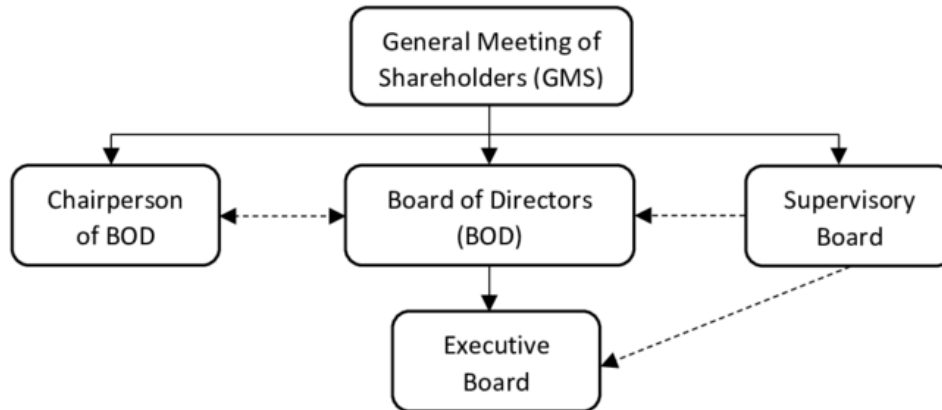 General Meeting of
Shareholders (GMS)
Chairperson
of BOD
Board of Directors
(BOD)
Supervisory
Board
Executive
Board